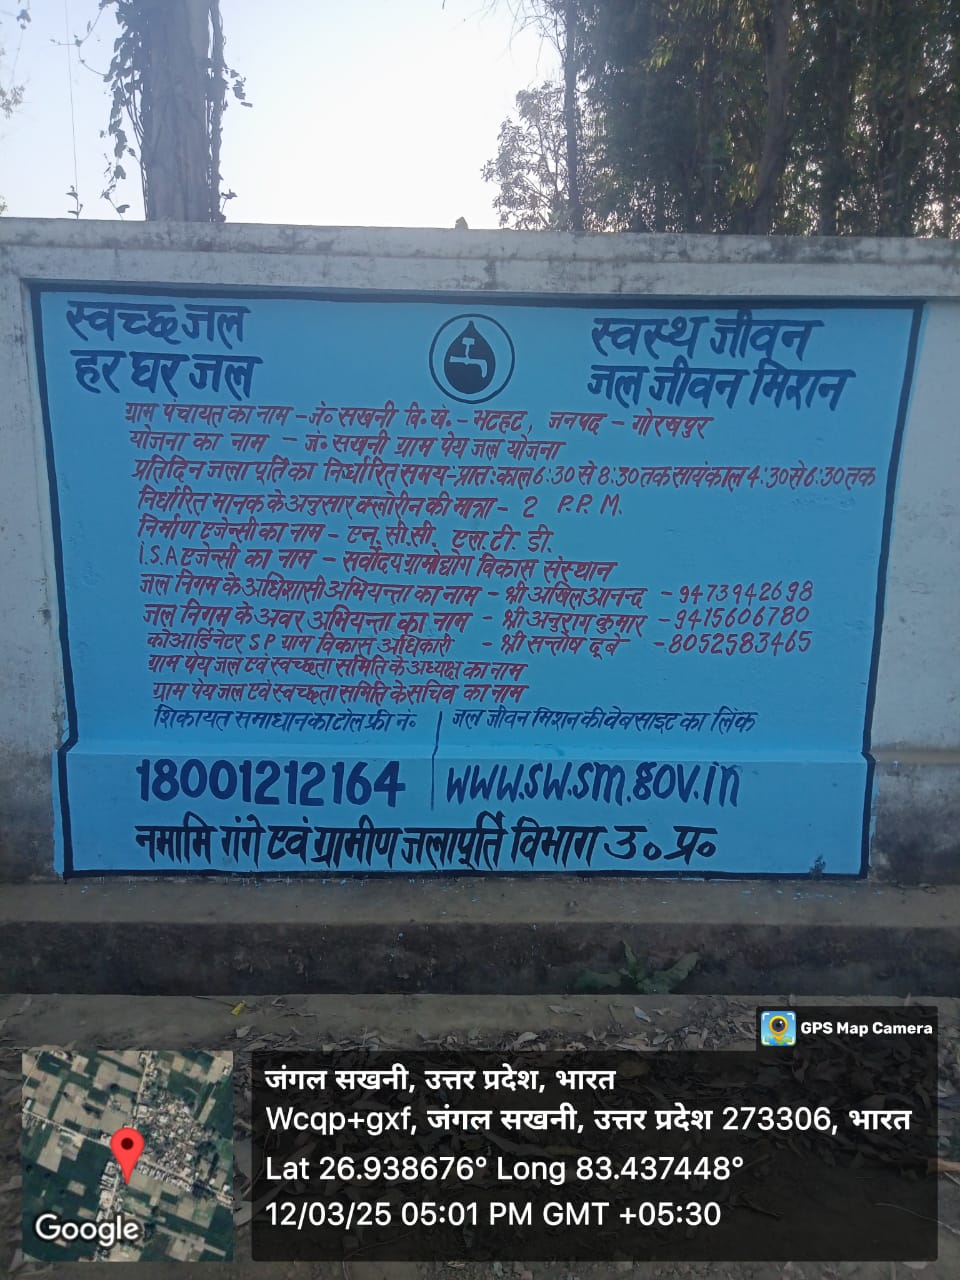 स्वच्छ जल
हर घर जल
स्वस्थ जीवन
जल जीवन मिशन
ग्राम पंचायत का नाम - जं० सखनी वि.खं. - भटहट, जनपद - गोरखपुर
योजना का नाम - जं० सखनी ग्राम पेय जल योजना
प्रतिदिन जलापूर्ति का निर्धारित समय - प्रातः काल 6:30 से 8:30 तक सायंकाल 4:30 से 6:30 तक
निर्धारित मानक के अनुसार क्लोरीन की मात्रा - 2 P.P.M.
निर्माण एजेन्सी का नाम - एन. सी.सी. एल.टी. डी.
I.S.A एजेन्सी का नाम - सर्वोदय ग्रामोद्योग विकास संस्थान
जल निगम के अधिशासी अभियन्ता का नाम - श्री अखिल आनन्द - 9473942698
जल निगम के अवर अभियन्ता का नाम - श्री अनुराग कुमार - 9415606780
कोआर्डिनेटर S.P ग्राम विकास अधिकारी - श्री सन्तोष दूबे - 8052583465
ग्राम पेय जल एवं स्वच्छता समिति के अध्यक्ष का नाम
ग्राम पेय जल एवं स्वच्छता समिति के सचिव का नाम
शिकायत समाधान का टोल फ्री नं० | जल जीवन मिशन की वेबसाइट का लिंक
18001212164 | www.swsm.gov.in
नमामि गंगे एवं ग्रामीण जलापूर्ति विभाग उ० प्र०
GPS Map Camera
जंगल सखनी, उत्तर प्रदेश, भारत
Wcqp+gxf, जंगल सखनी, उत्तर प्रदेश 273306, भारत
Lat 26.938676° Long 83.437448°
12/03/25 05:01 PM GMT +05:30
Google